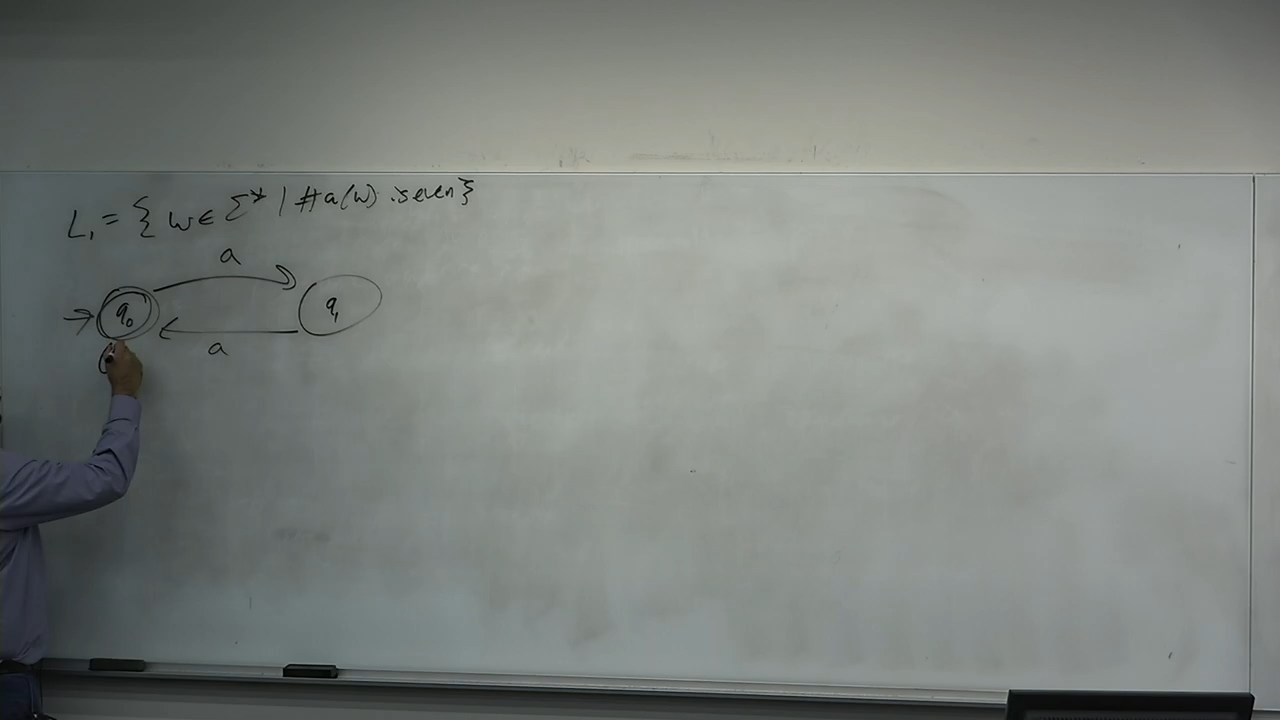 L₁ = { w ∈ Σ* | #a(w) is even }
a
q₀ q₁
a